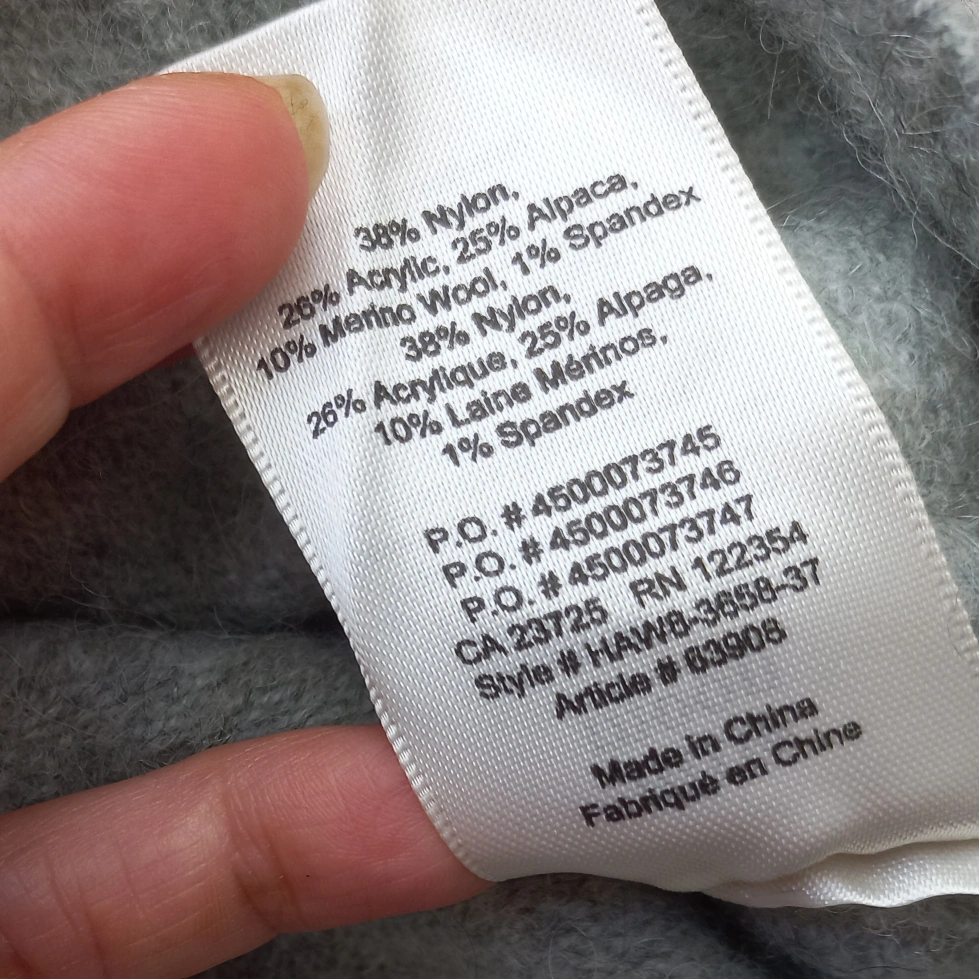 38% Nylon,
26% Acrylic, 25% Alpaca,
10% Merino Wool, 1% Spandex
38% Nylon,
26% Acrylique, 25% Alpaga,
10% Laine Mérinos,
1% Spandex
P.O. # 4500073745
P.O. # 4500073746
P.O. # 4500073747
CA 23725 RN 122354
Style # HAW8-3658-37
Article # 63908
Made in China
Fabriqué en Chine